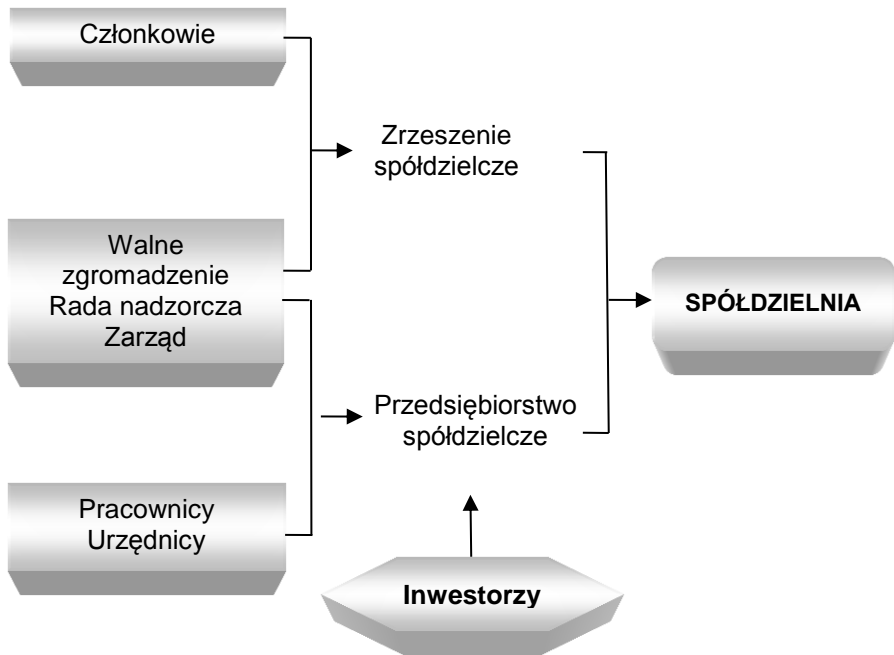 Członkowie
Zrzeszenie
spółdzielcze
Walne
zgromadzenie
Rada nadzorcza
Zarząd
SPÓŁDZIELNIA
Przedsiębiorstwo
spółdzielcze
Pracownicy
Urzędnicy
Inwestorzy